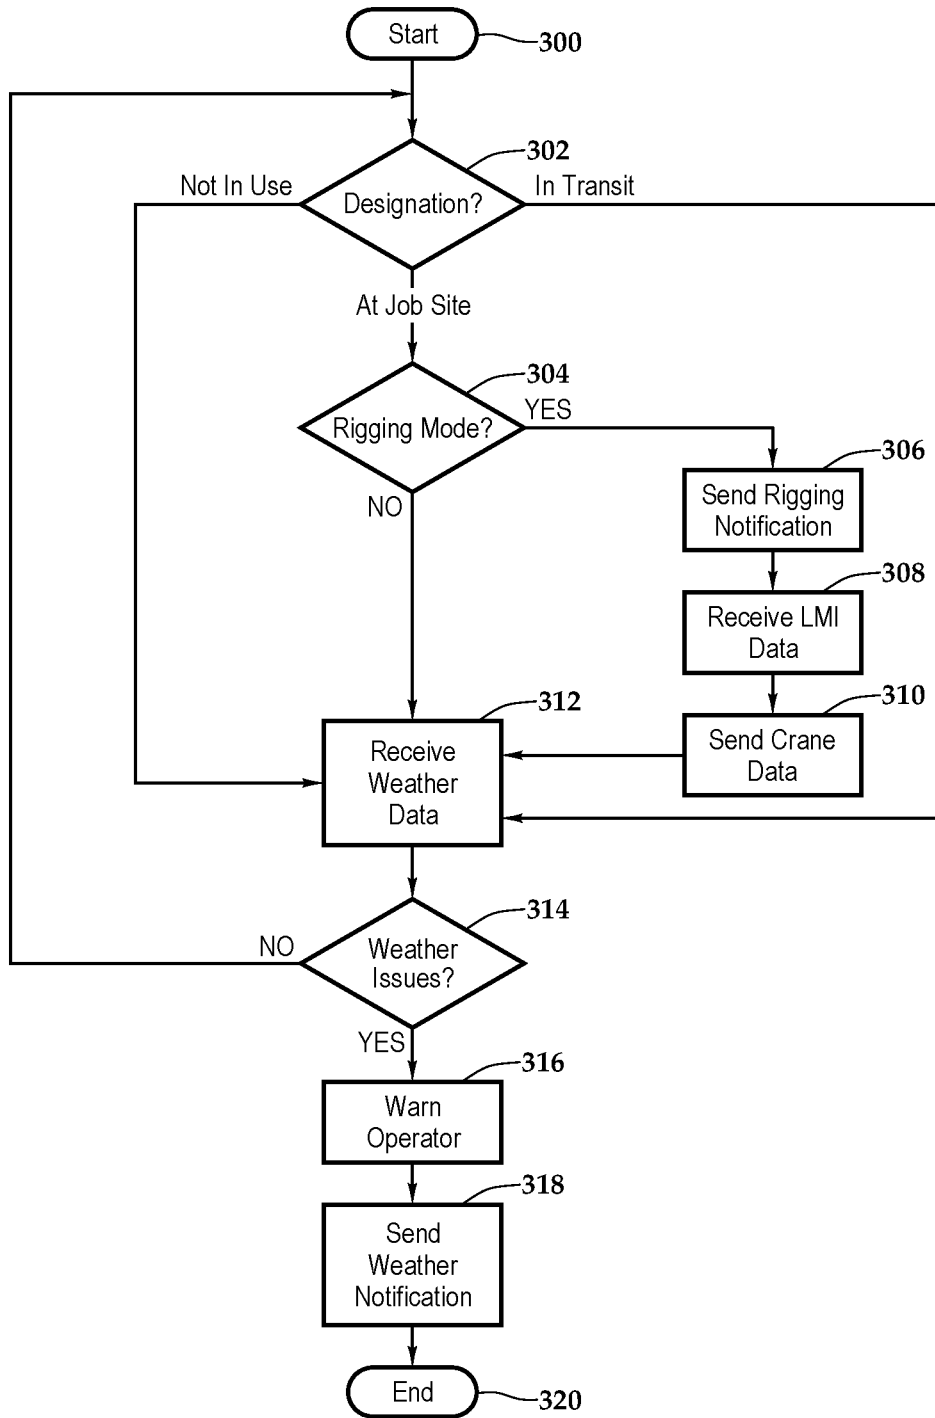 Start
300
302
Not In Use
In Transit
Designation?
At Job Site
304
YES
Rigging Mode?
306
NO
Send Rigging
Notification
308
Receive LMI
Data
310
312
Send Crane
Data
Receive
Weather
Data
314
NO
Weather
Issues?
YES
316
Warn
Operator
318
Send
Weather
Notification
End
320